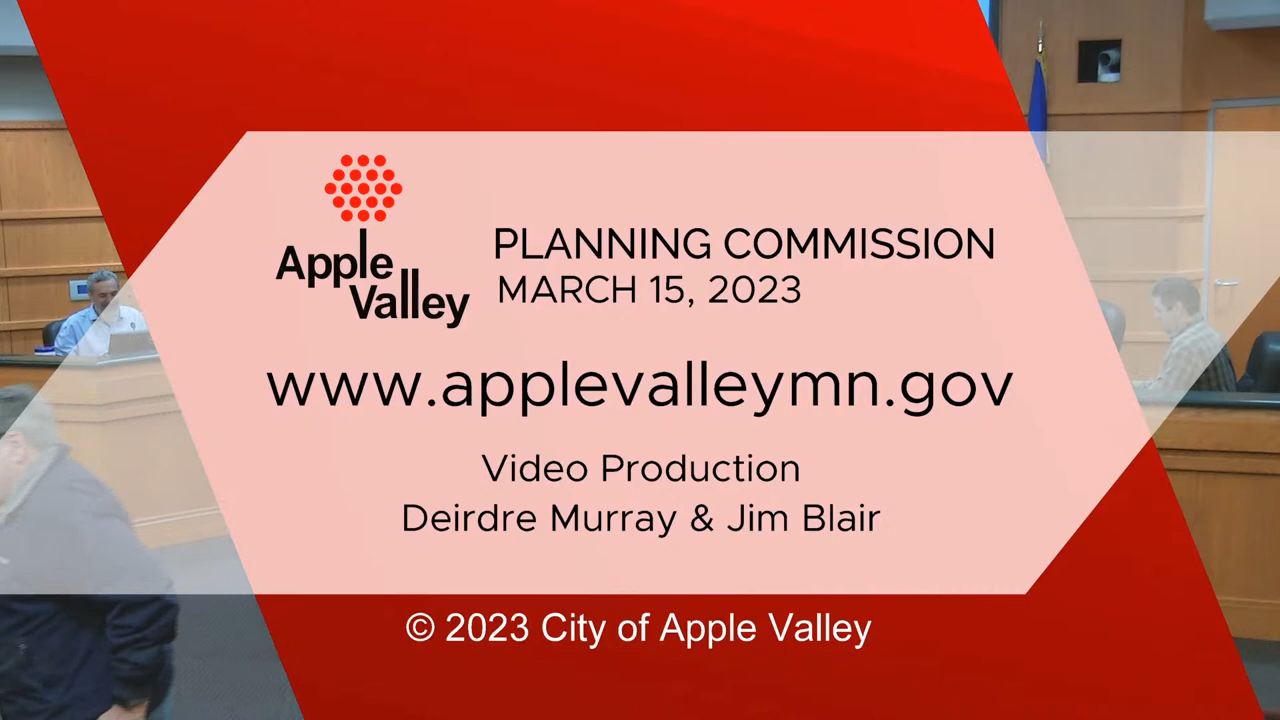 Apple
Valley
PLANNING COMMISSION
MARCH 15, 2023
www.applevalleymn.gov
Video Production
Deirdre Murray & Jim Blair
© 2023 City of Apple Valley